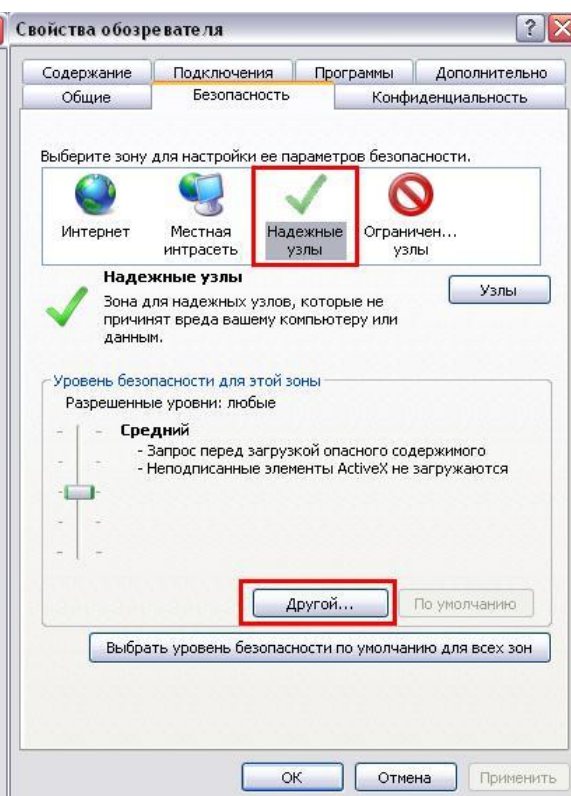 Свойства обозревателя
Содержание Подключения Программы Дополнительно
Общие Безопасность Конфиденциальность
Выберите зону для настройки ее параметров безопасности.
Интернет Местная Надежные Ограничен...
интрасеть узлы узлы
Надежные узлы
Узлы
Зона для надежных узлов, которые не
причинят вреда вашему компьютеру или
данным.
Уровень безопасности для этой зоны
Разрешенные уровни: любые
Средний
- Запрос перед загрузкой опасного содержимого
- Неподписанные элементы ActiveX не загружаются
Другой... По умолчанию
Выбрать уровень безопасности по умолчанию для всех зон
ОК Отмена Применить